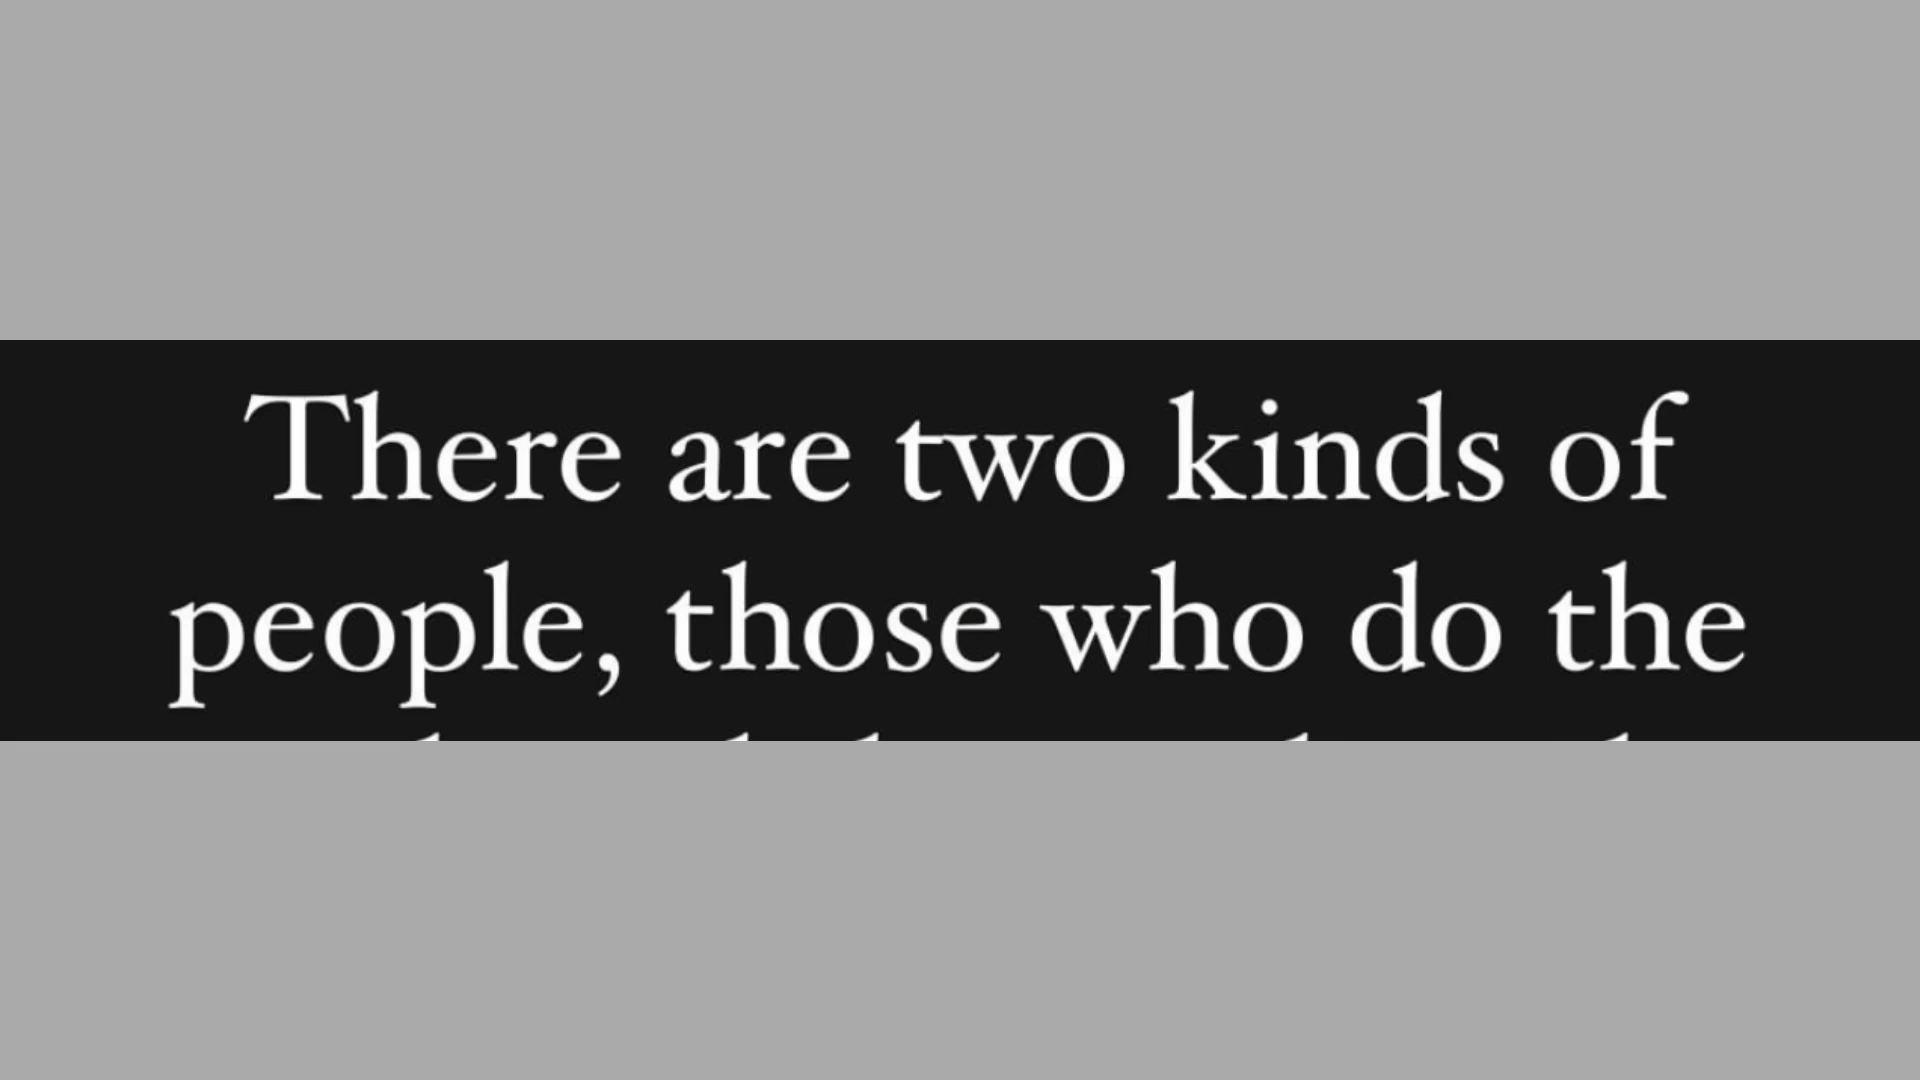 There are two kinds of
people, those who do the